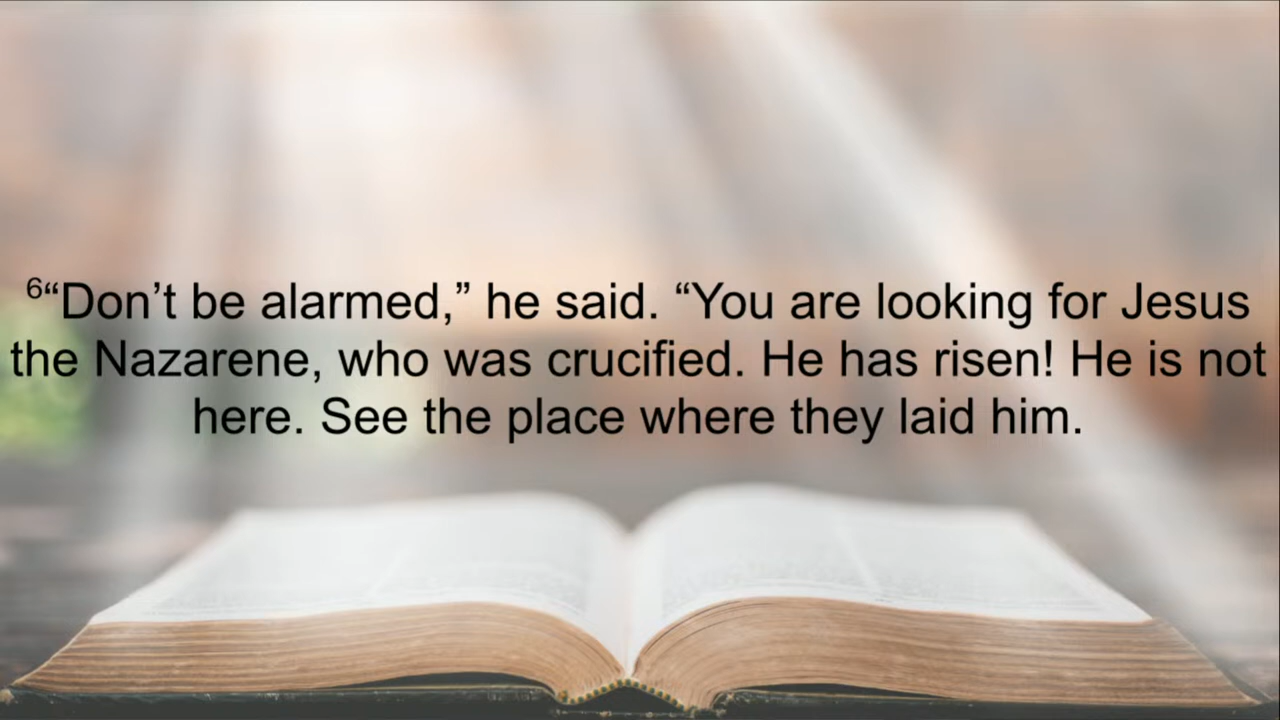 ⁶“Don’t be alarmed,” he said. “You are looking for Jesus
the Nazarene, who was crucified. He has risen! He is not
here. See the place where they laid him.